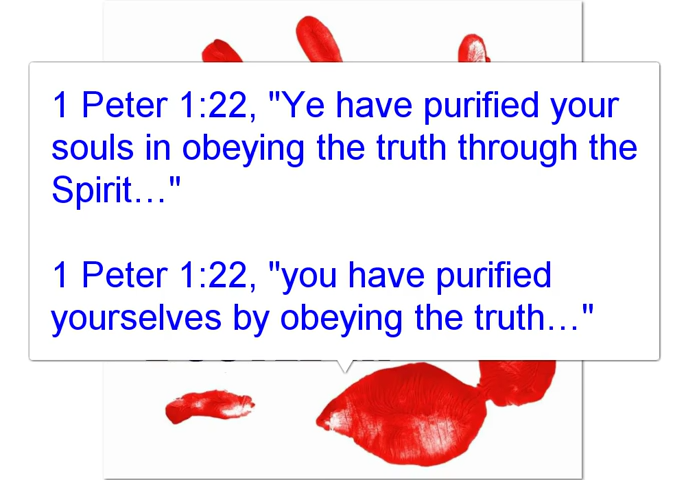 1 Peter 1:22, "Ye have purified your
souls in obeying the truth through the
Spirit…"
1 Peter 1:22, "you have purified
yourselves by obeying the truth…"